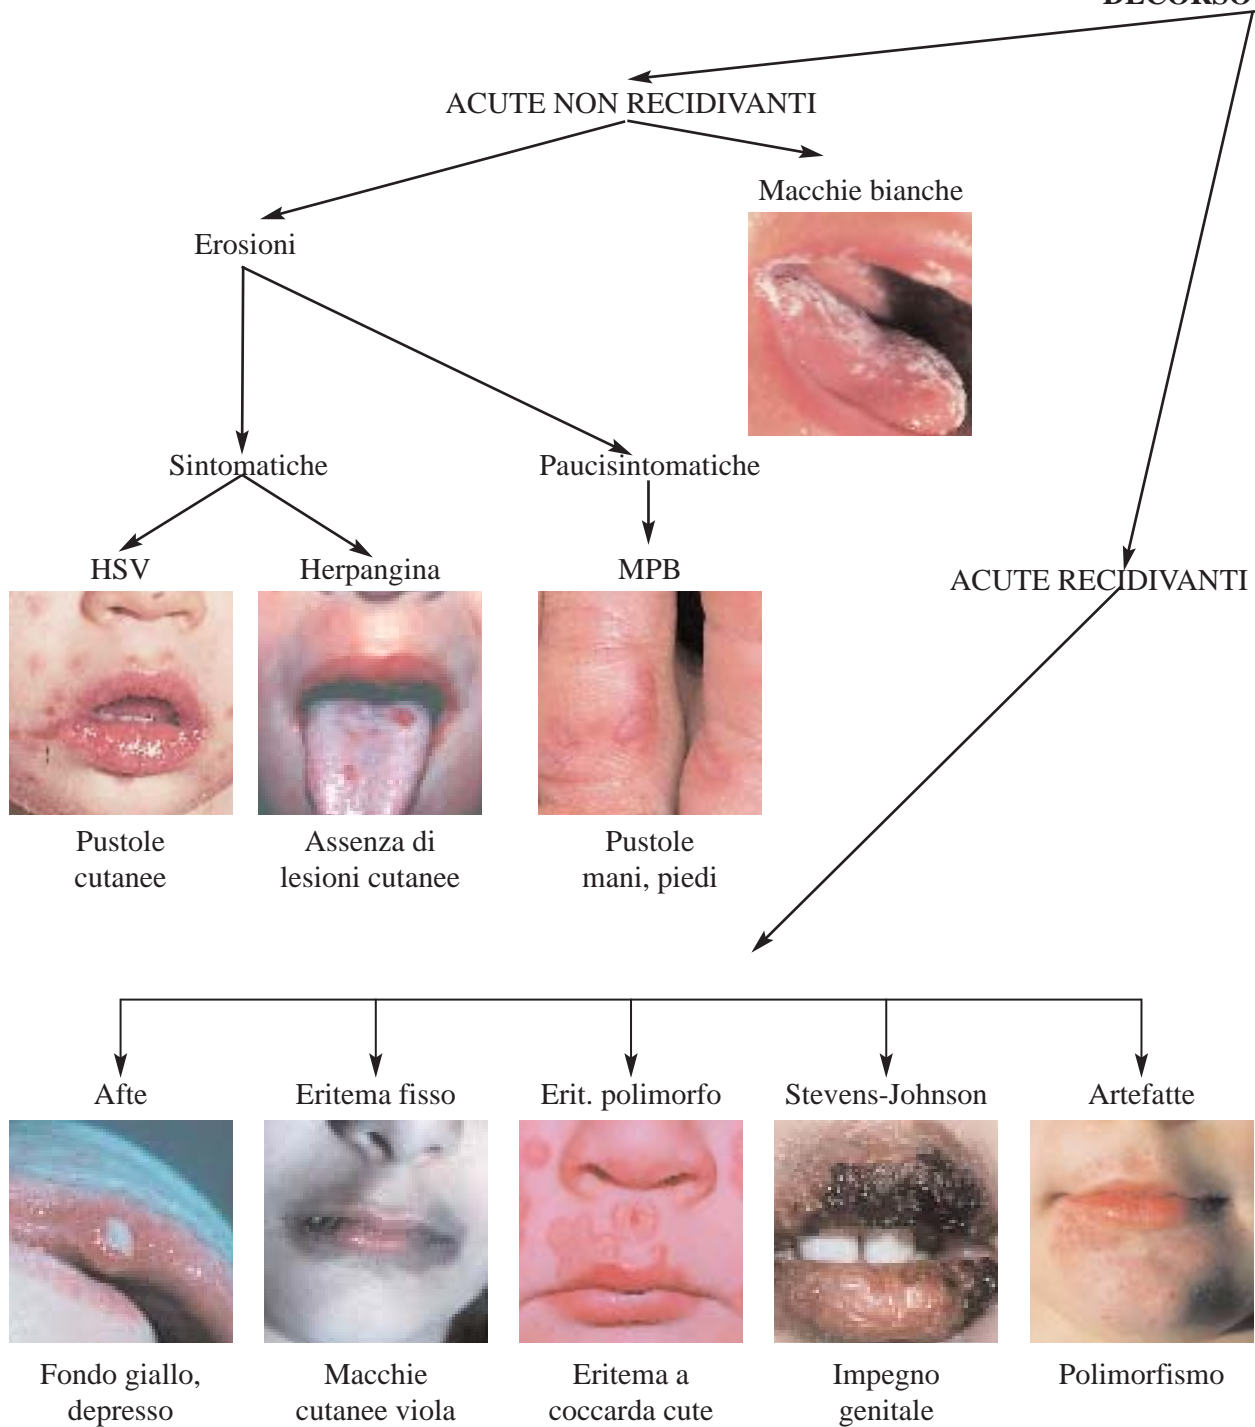 DECORSO
ACUTE NON RECIDIVANTI
Macchie bianche
Erosioni
Sintomatiche
Paucisintomatiche
HSV
Herpangina
MPB
ACUTE RECIDIVANTI
Pustole
cutanee
Assenza di
lesioni cutanee
Pustole
mani, piedi
Afte
Eritema fisso
Erit. polimorfo
Stevens-Johnson
Artefatte
Fondo giallo,
depresso
Macchie
cutanee viola
Eritema a
coccarda cute
Impegno
genitale
Polimorfismo